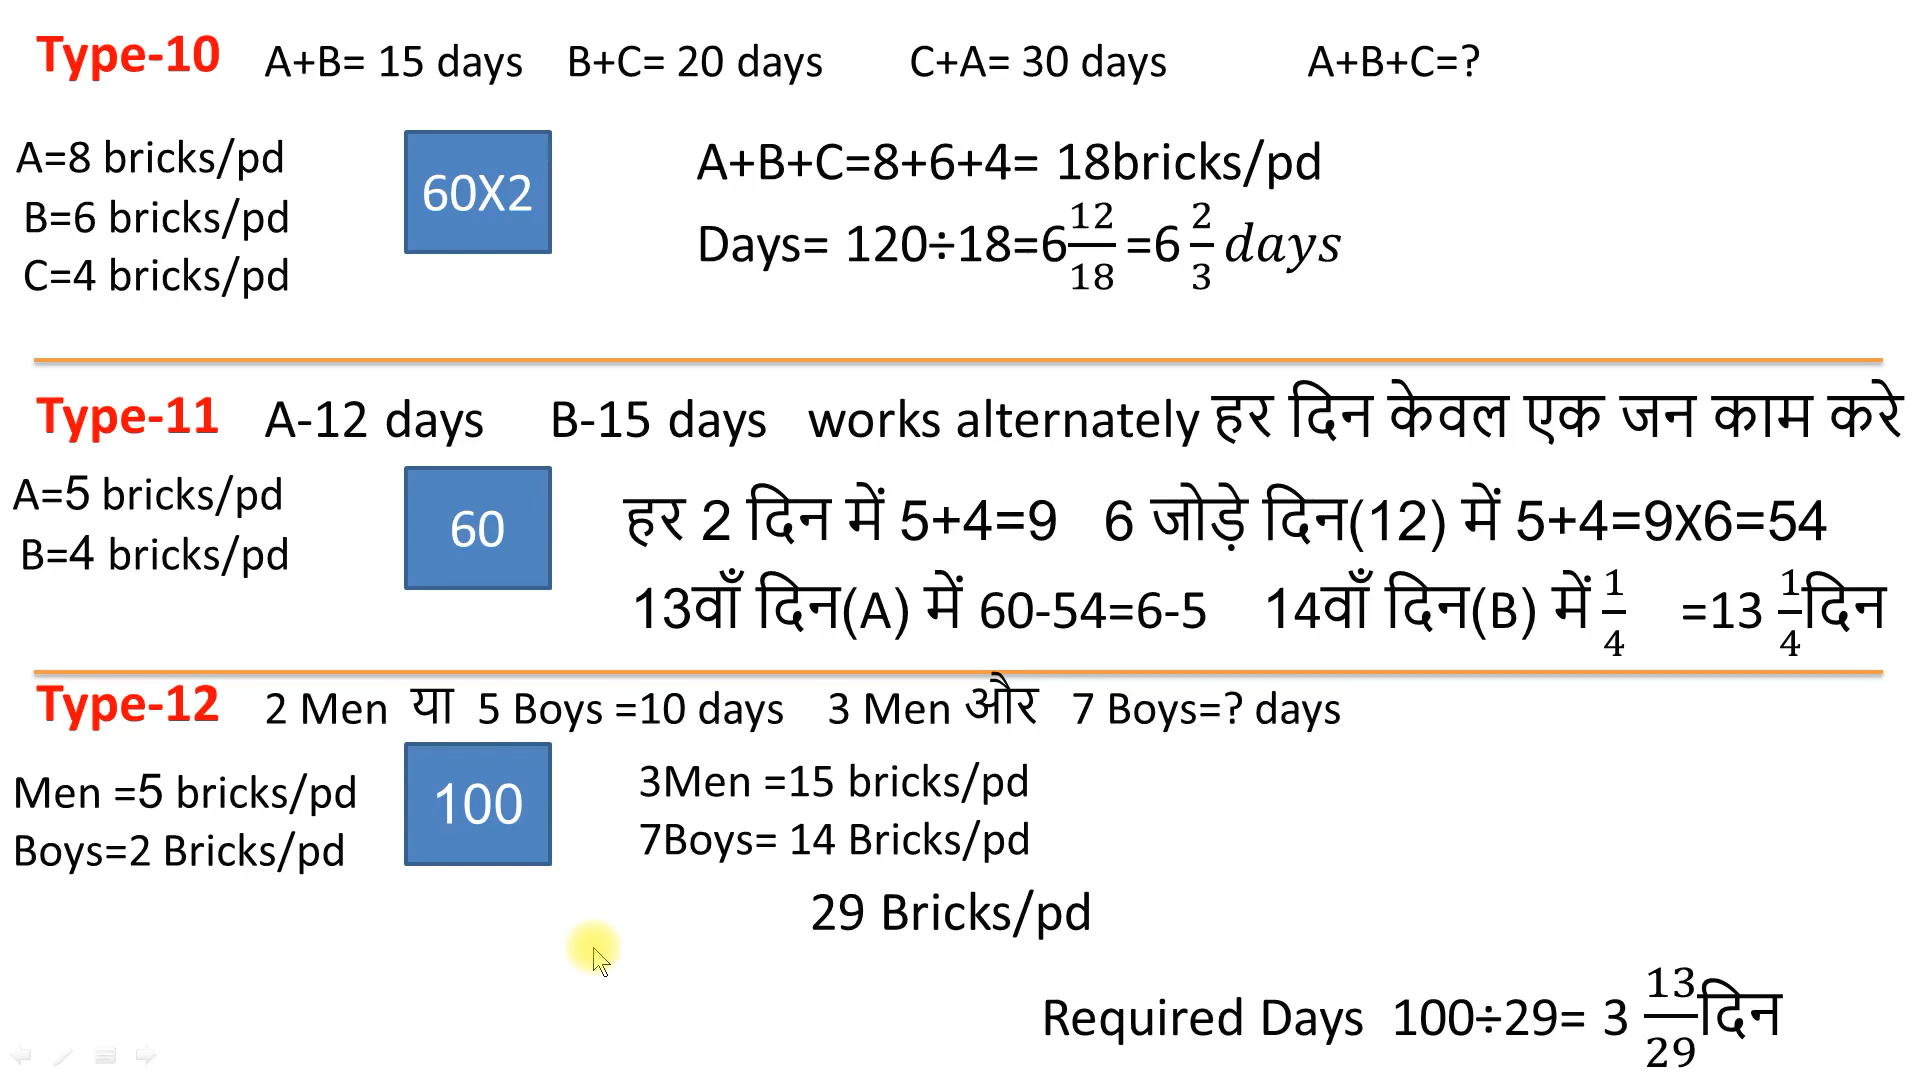 Type-10 A+B= 15 days B+C= 20 days C+A= 30 days A+B+C=?
A=8 bricks/pd
B=6 bricks/pd
C=4 bricks/pd
60X2
A+B+C=8+6+4= 18bricks/pd
Days= 120÷18=6 12/18 =6 2/3 days
Type-11 A-12 days B-15 days works alternately हर दिन केवल एक जन काम करे
A=5 bricks/pd
B=4 bricks/pd
60
हर 2 दिन में 5+4=9 6 जोड़े दिन(12) में 5+4=9X6=54
13वाँ दिन(A) में 60-54=6-5 14वाँ दिन(B) में 1/4 =13 1/4 दिन
Type-12 2 Men या 5 Boys =10 days 3 Men और 7 Boys=? days
Men =5 bricks/pd
Boys=2 Bricks/pd
100
3Men =15 bricks/pd
7Boys= 14 Bricks/pd
29 Bricks/pd
Required Days 100÷29= 3 13/29 दिन